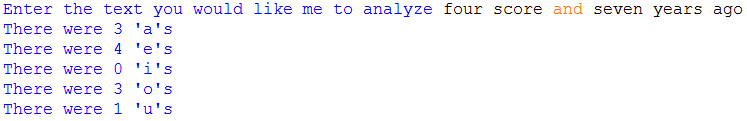 Enter the text you would like me to analyze four score and seven years ago
There were 3 'a's
There were 4 'e's
There were 0 'i's
There were 3 'o's
There were 1 'u's